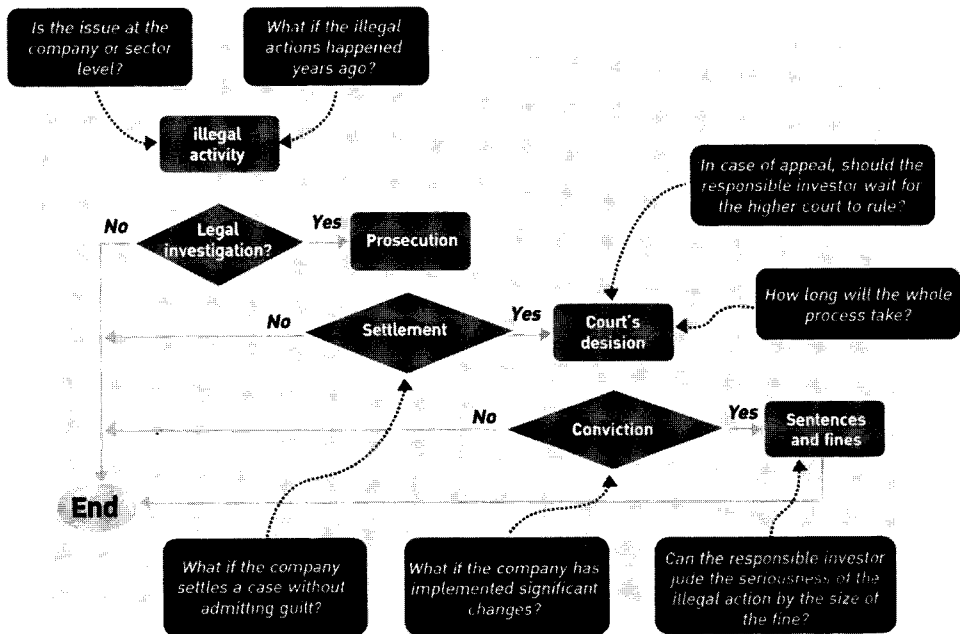 Is the issue at the
company or sector
level?
What if the illegal
actions happened
years ago?
illegal
activity
In case of appeal, should the
responsible investor wait for
the higher court to rule?
No
Legal
investigation?
Yes
Prosecution
How long will the whole
process take?
No
Settlement
Yes
Court's
desision
No
Conviction
Yes
Sentences
and fines
End
What if the company
settles a case without
admitting guilt?
What if the company has
implemented significant
changes?
Can the responsible investor
jude the seriousness of the
illegal action by the size of
the fine?